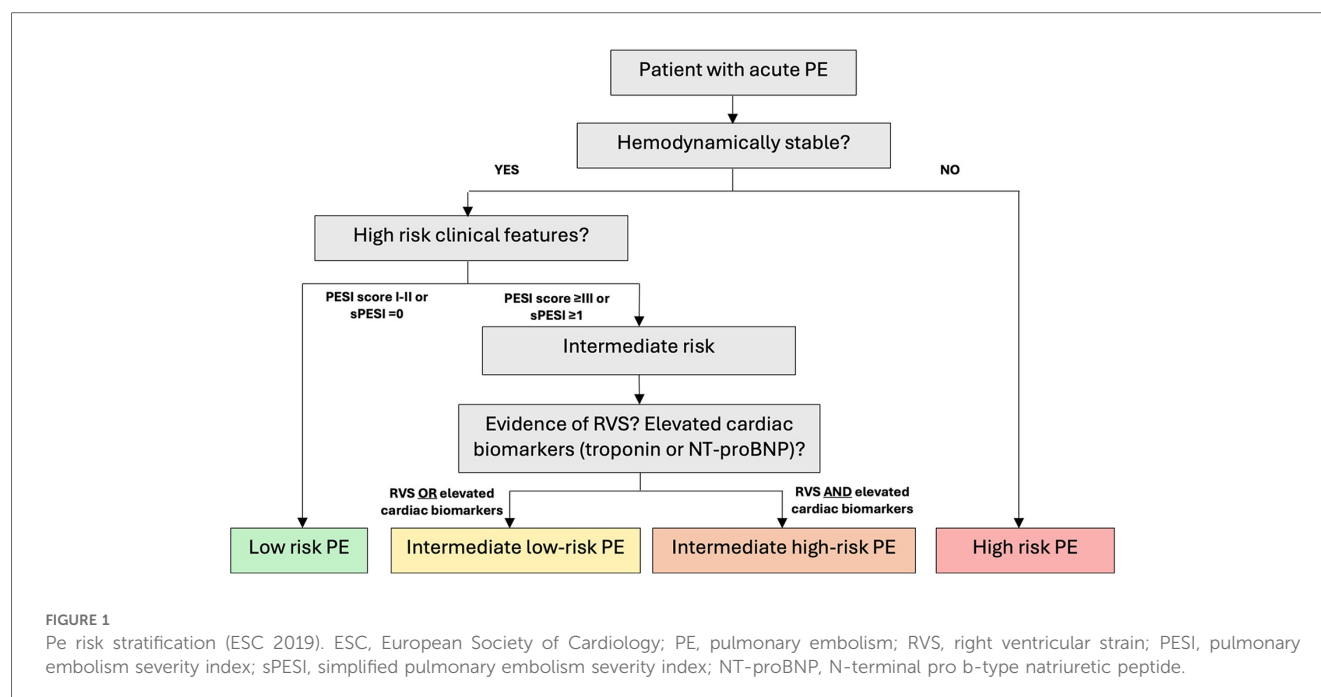 Patient with acute PE
Hemodynamically stable?
YES
NO
High risk clinical features?
PESI score I-II or
sPESI =0
PESI score ≥III or
sPESI ≥1
Intermediate risk
Evidence of RVS? Elevated cardiac
biomarkers (troponin or NT-proBNP)?
RVS OR elevated
cardiac biomarkers
RVS AND elevated
cardiac biomarkers
Low risk PE
Intermediate low-risk PE
Intermediate high-risk PE
High risk PE
FIGURE 1
Pe risk stratification (ESC 2019). ESC, European Society of Cardiology; PE, pulmonary embolism; RVS, right ventricular strain; PESI, pulmonary
embolism severity index; sPESI, simplified pulmonary embolism severity index; NT-proBNP, N-terminal pro b-type natriuretic peptide.